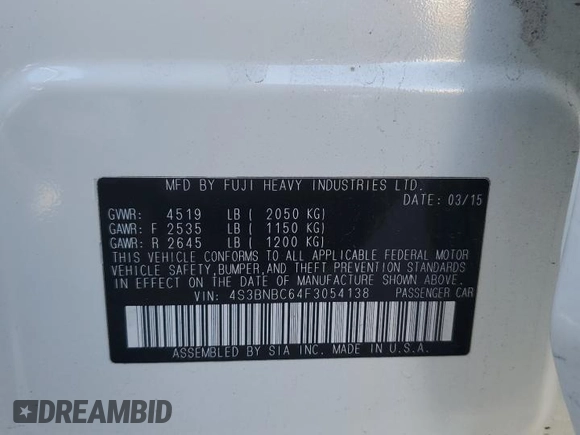 MFD BY FUJI HEAVY INDUSTRIES LTD.
DATE: 03/15
GVWR: 4519 LB ( 2050 KG)
GAWR: F 2535 LB ( 1150 KG)
GAWR: R 2645 LB ( 1200 KG)
THIS VEHICLE CONFORMS TO ALL APPLICABLE FEDERAL MOTOR
VEHICLE SAFETY,BUMPER,AND THEFT PREVENTION STANDARDS
IN EFFECT ON THE DATE OF MANUFACTURE SHOWN ABOVE.
VIN: 4S3BNBC64F3054138 PASSENGER CAR
ASSEMBLED BY SIA INC. MADE IN U.S.A.
DREAMBID